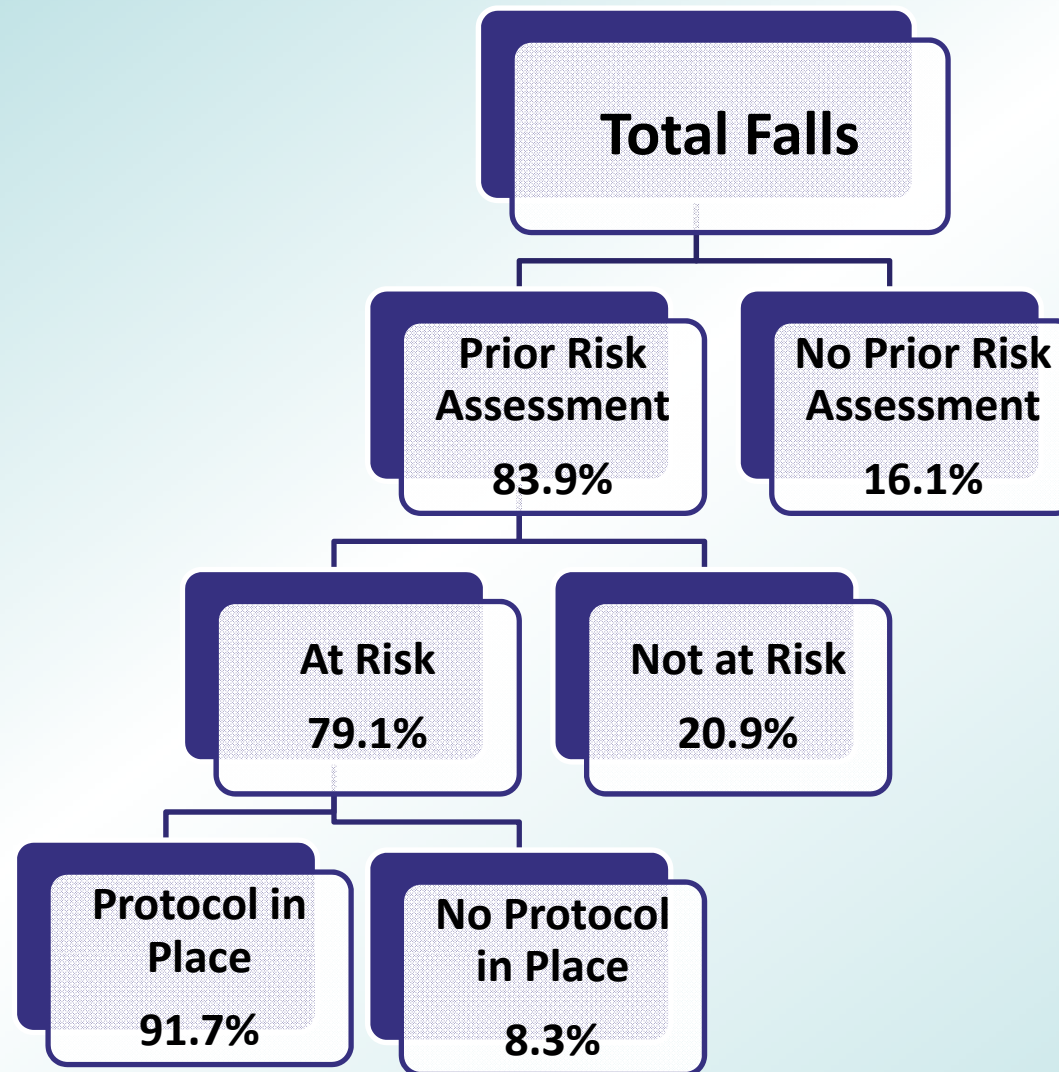 Total Falls
Prior Risk
Assessment
83.9%
No Prior Risk
Assessment
16.1%
At Risk
79.1%
Not at Risk
20.9%
Protocol in
Place
91.7%
No Protocol
in Place
8.3%